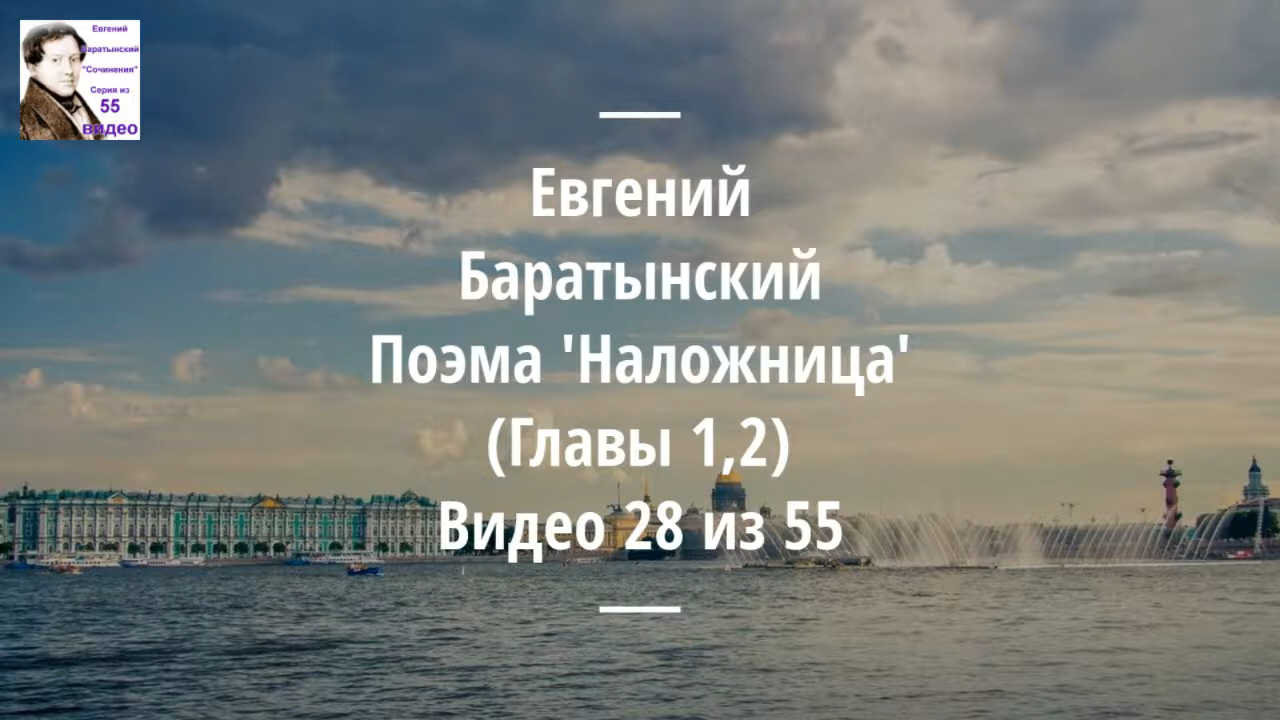 Евгений
Баратынский
"Сочинения"
Серия из
55
видео
Евгений
Баратынский
Поэма 'Наложница'
(Главы 1,2)
Видео 28 из 55